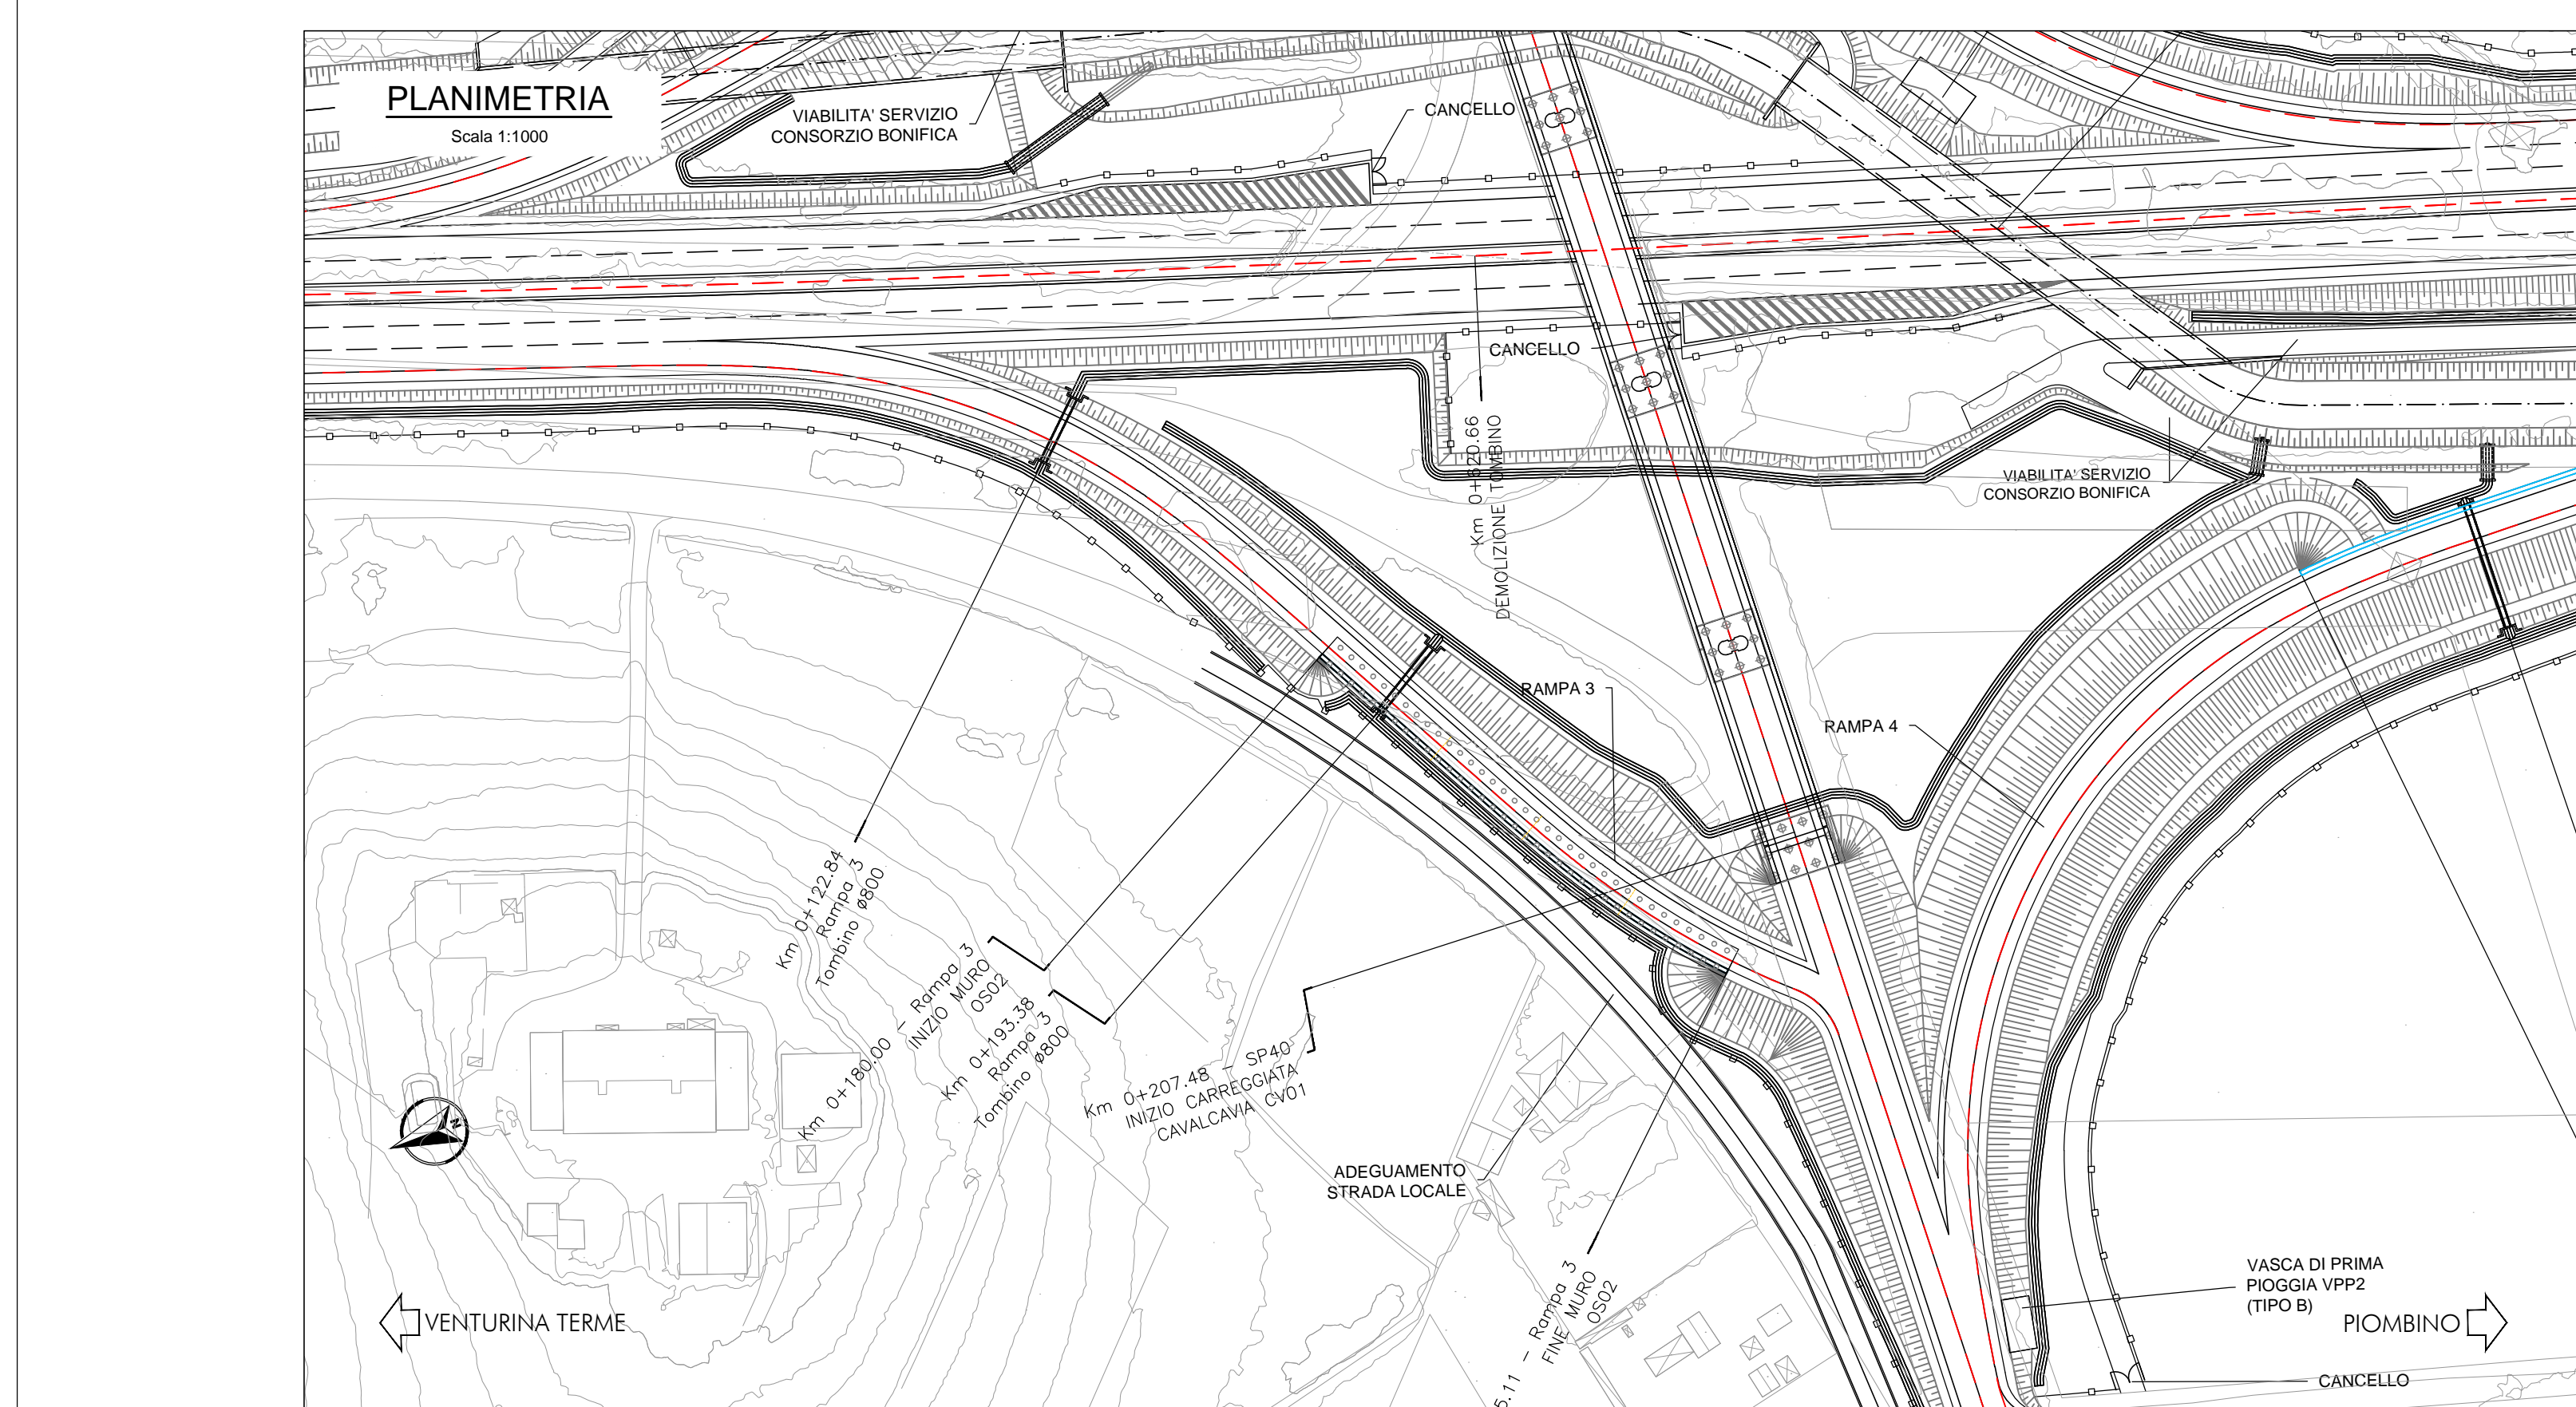 PLANIMETRIA
Scala 1:1000
VIABILITA' SERVIZIO
CONSORZIO BONIFICA
CANCELLO
CANCELLO
Km 0+620.66
DEMOLIZIONE TOMBINO
VIABILITA' SERVIZIO
CONSORZIO BONIFICA
RAMPA 3
RAMPA 4
Km 0+122.84
Rampa 3
Tombino ø800
Km 0+180.00 – Rampa 3
INIZIO MURO
OS02
Km 0+193.38
Rampa 3
Tombino ø800
Km 0+207.48 – SP40
INIZIO CARREGGIATA
CAVALCAVIA CV01
N
ADEGUAMENTO
STRADA LOCALE
5.11 – Rampa 3
FINE MURO
OS02
VASCA DI PRIMA
PIOGGIA VPP2
(TIPO B)
VENTURINA TERME
PIOMBINO
CANCELLO